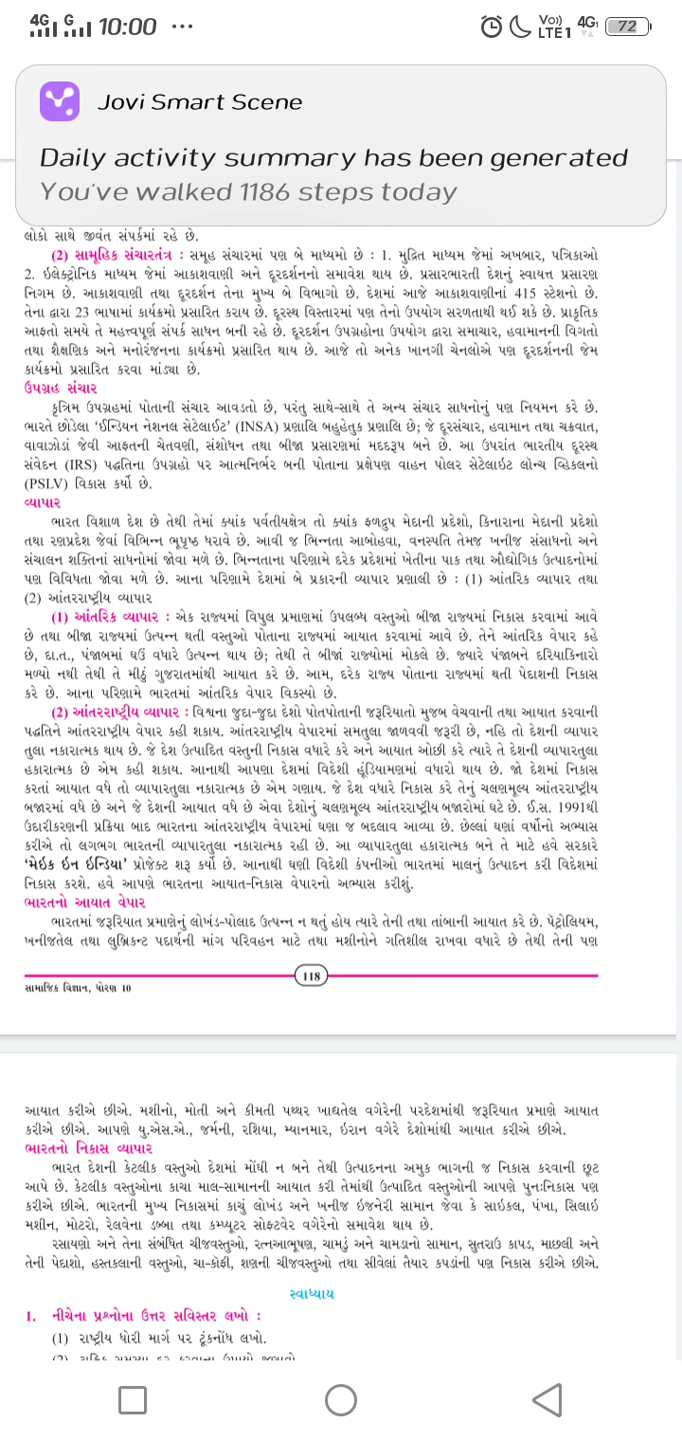 4G G 10:00 ... Vo) LTE1 4G 72
Jovi Smart Scene
Daily activity summary has been generated
You've walked 1186 steps today
લોકો સાથે જીવંત સંપર્કમાં રહે છે.
(2) સામૂહિક સંચારતંત્ર : સમૂહ સંચારમાં પણ બે માધ્યમો છે : 1. મુદ્રિત માધ્યમ જેમાં અખબાર, પત્રિકાઓ
2. ઇલેક્ટ્રોનિક માધ્યમ જેમાં આકાશવાણી અને દૂરદર્શનનો સમાવેશ થાય છે. પ્રસારભારતી દેશનું સ્વાયત્ત પ્રસારણ
નિગમ છે. આકાશવાણી તથા દૂરદર્શન તેના મુખ્ય બે વિભાગો છે. દેશમાં આજે આકાશવાણીનાં 415 સ્ટેશનો છે.
તેના દ્વારા 23 ભાષામાં કાર્યક્રમો પ્રસારિત કરાય છે. દૂરસ્થ વિસ્તારમાં પણ તેનો ઉપયોગ સરળતાથી થઈ શકે છે. પ્રાકૃતિક
આફતો સમયે તે મહત્ત્વપૂર્ણ સંપર્ક સાધન બની રહે છે. દૂરદર્શન ઉપગ્રહોના ઉપયોગ દ્વારા સમાચાર, હવામાનની વિગતો
તથા શૈક્ષણિક અને મનોરંજનના કાર્યક્રમો પ્રસારિત થાય છે. આજે તો અનેક ખાનગી ચેનલોએ પણ દૂરદર્શનની જેમ
કાર્યક્રમો પ્રસારિત કરવા માંડ્યા છે.
ઉપગ્રહ સંચાર
કૃત્રિમ ઉપગ્રહમાં પોતાની સંચાર આવડતો છે, પરંતુ સાથે-સાથે તે અન્ય સંચાર સાધનોનું પણ નિયમન કરે છે.
ભારતે છોડેલા ‘ઈન્ડિયન નેશનલ સેટેલાઈટ’ (INSA) પ્રણાલિ બહુહેતુક પ્રણાલિ છે; જે દૂરસંચાર, હવામાન તથા ચક્રવાત,
વાવાઝોડાં જેવી આફતની ચેતવણી, સંશોધન તથા બીજા પ્રસારણમાં મદદરૂપ બને છે. આ ઉપરાંત ભારતીય દૂરસ્થ
સંવેદન (IRS) પદ્ધતિના ઉપગ્રહો પર આત્મનિર્ભર બની પોતાના પ્રક્ષેપણ વાહન પોલર સેટેલાઇટ લૉન્ચ વ્હિકલનો
(PSLV) વિકાસ કર્યો છે.
વ્યાપાર
ભારત વિશાળ દેશ છે તેથી તેમાં ક્યાંક પર્વતીયક્ષેત્ર તો ક્યાંક ફળદ્રુપ મેદાની પ્રદેશો, કિનારાના મેદાની પ્રદેશો
તથા રણપ્રદેશ જેવાં વિભિન્ન ભૂપૃષ્ઠ ધરાવે છે. આવી જ ભિન્નતા આબોહવા, વનસ્પતિ તેમજ ખનીજ સંસાધનો અને
સંચાલન શક્તિનાં સાધનોમાં જોવા મળે છે. ભિન્નતાના પરિણામે દરેક પ્રદેશમાં ખેતીના પાક તથા ઔદ્યોગિક ઉત્પાદનોમાં
પણ વિવિધતા જોવા મળે છે. આના પરિણામે દેશમાં બે પ્રકારની વ્યાપાર પ્રણાલી છે : (1) આંતરિક વ્યાપાર તથા
(2) આંતરરાષ્ટ્રીય વ્યાપાર
(1) આંતરિક વ્યાપાર : એક રાજ્યમાં વિપુલ પ્રમાણમાં ઉપલબ્ધ વસ્તુઓ બીજા રાજ્યમાં નિકાસ કરવામાં આવે
છે તથા બીજા રાજ્યમાં ઉત્પન્ન થતી વસ્તુઓ પોતાના રાજ્યમાં આયાત કરવામાં આવે છે. તેને આંતરિક વેપાર કહે
છે, દા.ત., પંજાબમાં ઘઉં વધારે ઉત્પન્ન થાય છે; તેથી તે બીજાં રાજ્યોમાં મોકલે છે. જ્યારે પંજાબને દરિયાકિનારો
મળ્યો નથી તેથી તે મીઠું ગુજરાતમાંથી આયાત કરે છે. આમ, દરેક રાજ્ય પોતાના રાજ્યમાં થતી પેદાશની નિકાસ
કરે છે. આના પરિણામે ભારતમાં આંતરિક વેપાર વિકસ્યો છે.
(2) આંતરરાષ્ટ્રીય વ્યાપાર : વિશ્વના જુદા-જુદા દેશો પોતપોતાની જરૂરિયાતો મુજબ વેચવાની તથા આયાત કરવાની
પદ્ધતિને આંતરરાષ્ટ્રીય વેપાર કહી શકાય. આંતરરાષ્ટ્રીય વેપારમાં સમતુલા જાળવવી જરૂરી છે, નહિ તો દેશની વ્યાપાર
તુલા નકારાત્મક થાય છે. જે દેશ ઉત્પાદિત વસ્તુની નિકાસ વધારે કરે અને આયાત ઓછી કરે ત્યારે તે દેશની વ્યાપારતુલા
હકારાત્મક છે એમ કહી શકાય. આનાથી આપણા દેશમાં વિદેશી હૂંડિયામણમાં વધારો થાય છે. જો દેશમાં નિકાસ
કરતાં આયાત વધે તો વ્યાપારતુલા નકારાત્મક છે એમ ગણાય. જે દેશ વધારે નિકાસ કરે તેનું ચલણમૂલ્ય આંતરરાષ્ટ્રીય
બજારમાં વધે છે અને જે દેશની આયાત વધે છે એવા દેશોનું ચલણમૂલ્ય આંતરરાષ્ટ્રીય બજારોમાં ઘટે છે. ઈ.સ. 1991થી
ઉદારીકરણની પ્રક્રિયા બાદ ભારતના આંતરરાષ્ટ્રીય વેપારમાં ઘણા જ બદલાવ આવ્યા છે. છેલ્લાં ઘણાં વર્ષોનો અભ્યાસ
કરીએ તો લગભગ ભારતની વ્યાપારતુલા નકારાત્મક રહી છે. આ વ્યાપારતુલા હકારાત્મક બને તે માટે હવે સરકારે
‘મેઇક ઇન ઇન્ડિયા’ પ્રોજેક્ટ શરૂ કર્યો છે. આનાથી ઘણી વિદેશી કંપનીઓ ભારતમાં માલનું ઉત્પાદન કરી વિદેશમાં
નિકાસ કરશે. હવે આપણે ભારતના આયાત-નિકાસ વેપારનો અભ્યાસ કરીશું.
ભારતનો આયાત વેપાર
ભારતમાં જરૂરિયાત પ્રમાણેનું લોખંડ-પોલાદ ઉત્પન્ન ન થતું હોય ત્યારે તેની તથા તાંબાની આયાત કરે છે. પેટ્રોલિયમ,
ખનીજતેલ તથા લુબ્રિકન્ટ પદાર્થની માંગ પરિવહન માટે તથા મશીનોને ગતિશીલ રાખવા વધારે છે તેથી તેની પણ
118
સામાજિક વિજ્ઞાન, ધોરણ 10
આયાત કરીએ છીએ. મશીનો, મોતી અને કીમતી પથ્થર ખાદ્યતેલ વગેરેની પરદેશમાંથી જરૂરિયાત પ્રમાણે આયાત
કરીએ છીએ. આપણે યુ.એસ.એ., જર્મની, રશિયા, મ્યાનમાર, ઇરાન વગેરે દેશોમાંથી આયાત કરીએ છીએ.
ભારતનો નિકાસ વ્યાપાર
ભારત દેશની કેટલીક વસ્તુઓ દેશમાં મોંઘી ન બને તેથી ઉત્પાદનના અમુક ભાગની જ નિકાસ કરવાની છૂટ
આપે છે. કેટલીક વસ્તુઓના કાચા માલ-સામાનની આયાત કરી તેમાંથી ઉત્પાદિત વસ્તુઓની આપણે પુનઃનિકાસ પણ
કરીએ છીએ. ભારતની મુખ્ય નિકાસમાં કાચું લોખંડ અને ખનીજ ઇજનેરી સામાન જેવા કે સાઇકલ, પંખા, સિલાઇ
મશીન, મોટરો, રેલવેના ડબ્બા તથા કમ્પ્યૂટર સોફ્ટવેર વગેરેનો સમાવેશ થાય છે.
રસાયણો અને તેના સંબંધિત ચીજવસ્તુઓ, રત્નઆભૂષણ, ચામડું અને ચામડાનો સામાન, સુતરાઉ કાપડ, માછલી અને
તેની પેદાશો, હસ્તકલાની વસ્તુઓ, ચા-કૉફી, શણની ચીજવસ્તુઓ તથા સીવેલાં તૈયાર કપડાંની પણ નિકાસ કરીએ છીએ.
સ્વાધ્યાય
1. નીચેના પ્રશ્નોના ઉત્તર સવિસ્તર લખો :
(1) રાષ્ટ્રીય ધોરી માર્ગ પર ટૂંકનોંધ લખો.